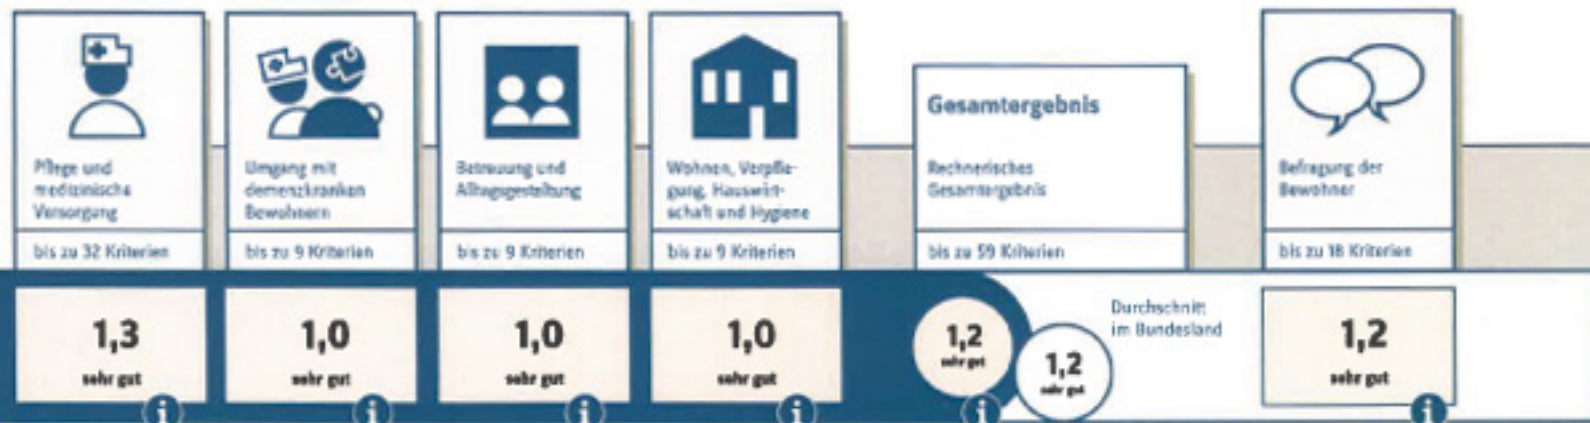 Pflege und
medizinische
Versorgung
bis zu 32 Kriterien
1,3
sehr gut
Umgang mit
demenzkranken
Bewohnern
bis zu 9 Kriterien
1,0
sehr gut
Betreuung und
Alltagsgestaltung
bis zu 9 Kriterien
1,0
sehr gut
Wohnen, Verpfle-
gung, Hauswirt-
schaft und Hygiene
bis zu 9 Kriterien
1,0
sehr gut
Gesamtergebnis
Rechnerisches
Gesamtergebnis
bis zu 59 Kriterien
1,2
sehr gut
Durchschnitt
im Bundesland
1,2
sehr gut
Befragung der
Bewohner
bis zu 18 Kriterien
1,2
sehr gut